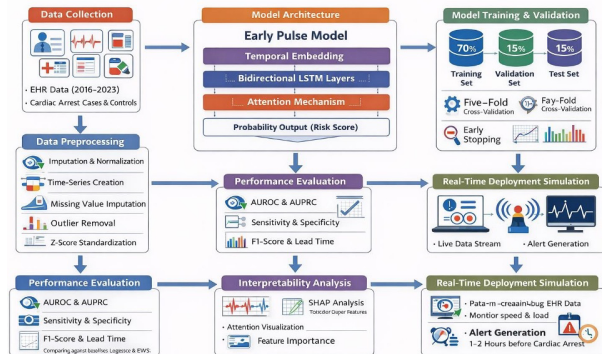 Data Collection
• EHR Data (2016–2023)
• Cardiac Arrest Cases & Controls
Model Architecture
Early Pulse Model
Temporal Embedding
Bidirectional LSTM Layers
Attention Mechanism
Probability Output (Risk Score)
Model Training & Validation
70%
15%
15%
Training Set
Validation Set
Test Set
Five-Fold
Cross-Validation
Fay-Fold
Cross-Validation
Early
Stopping
Data Preprocessing
Imputation & Normalization
Time-Series Creation
Missing Value Imputation
Outlier Removal
Z-Score Standardization
Performance Evaluation
AUROC & AUPRC
Sensitivity & Specificity
F1-Score & Lead Time
Real-Time Deployment Simulation
• Live Data Stream
• Alert Generation
Performance Evaluation
AUROC & AUPRC
Sensitivity & Specificity
F1-Score & Lead Time
Comparing against baselines & EWS
Interpretability Analysis
SHAP Analysis
• Attention Visualization
• Feature Importance
Real-Time Deployment Simulation
EHR Data
• Monitor speed & load
• Alert Generation
1–2 Hours before Cardiac Arrest